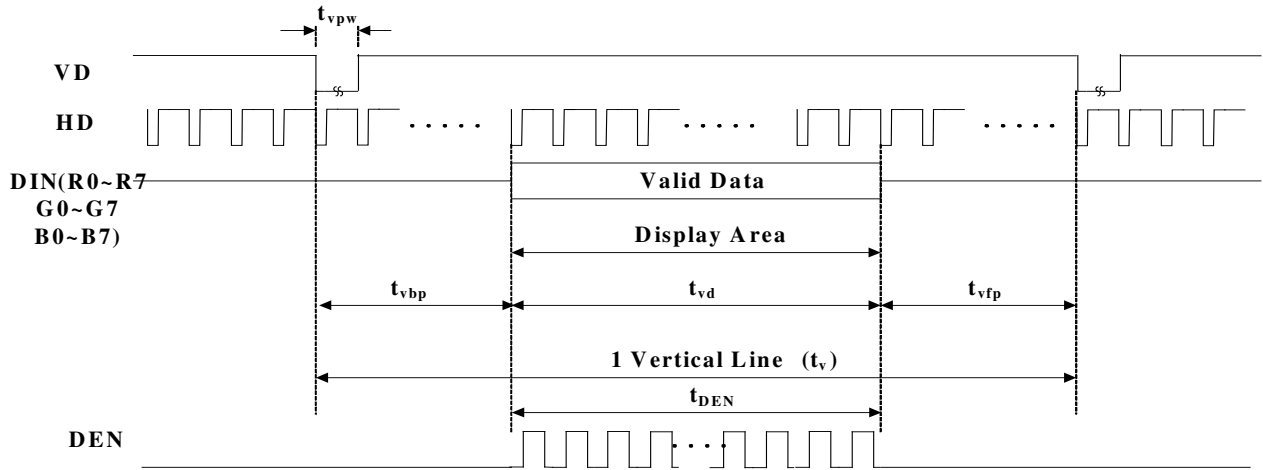 tvpw
VD
HD
DIN(R0~R7
G0~G7
B0~B7)
Valid Data
Display Area
tvbp
tvd
tvfp
1 Vertical Line (tv)
tDEN
DEN